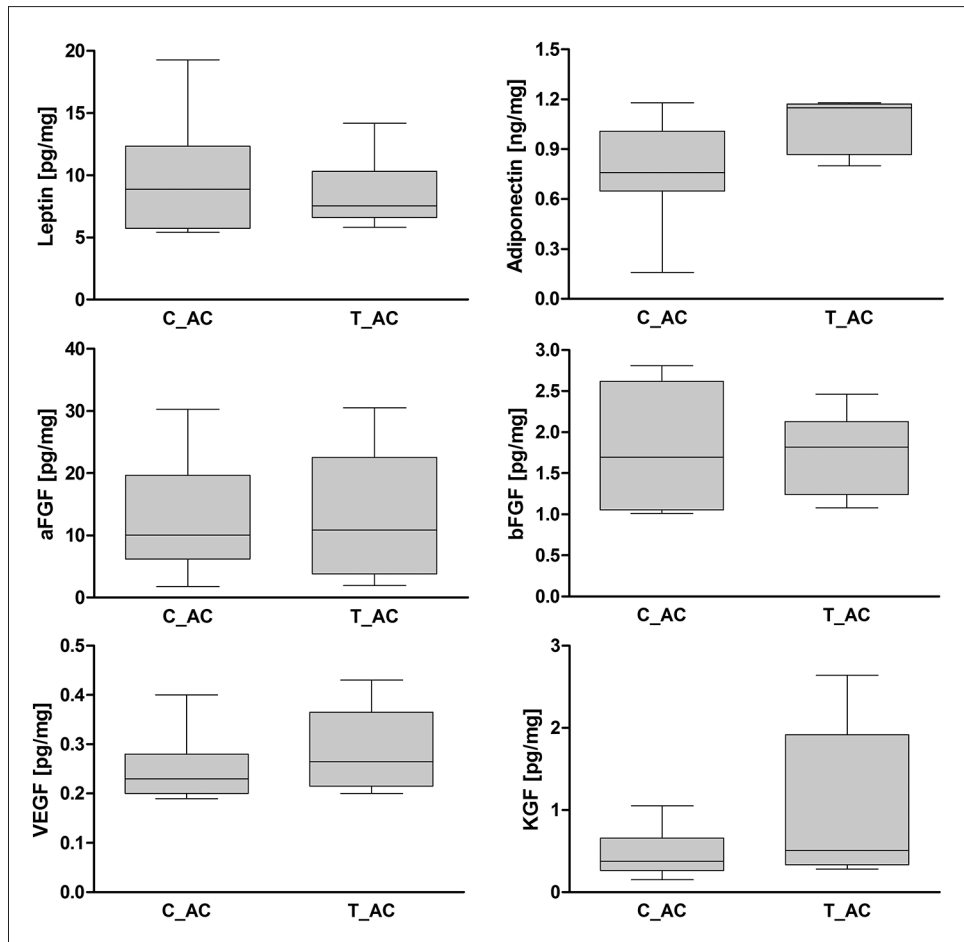 Leptin [pg/mg]
20
15
10
5
0
C_AC T_AC
Adiponectin [ng/mg]
1.5
1.2
0.9
0.6
0.3
0.0
C_AC T_AC
aFGF [pg/mg]
40
30
20
10
0
C_AC T_AC
bFGF [pg/mg]
3.0
2.5
2.0
1.5
1.0
0.5
0.0
C_AC T_AC
VEGF [pg/mg]
0.5
0.4
0.3
0.2
0.1
0.0
C_AC T_AC
KGF [pg/mg]
3
2
1
0
C_AC T_AC